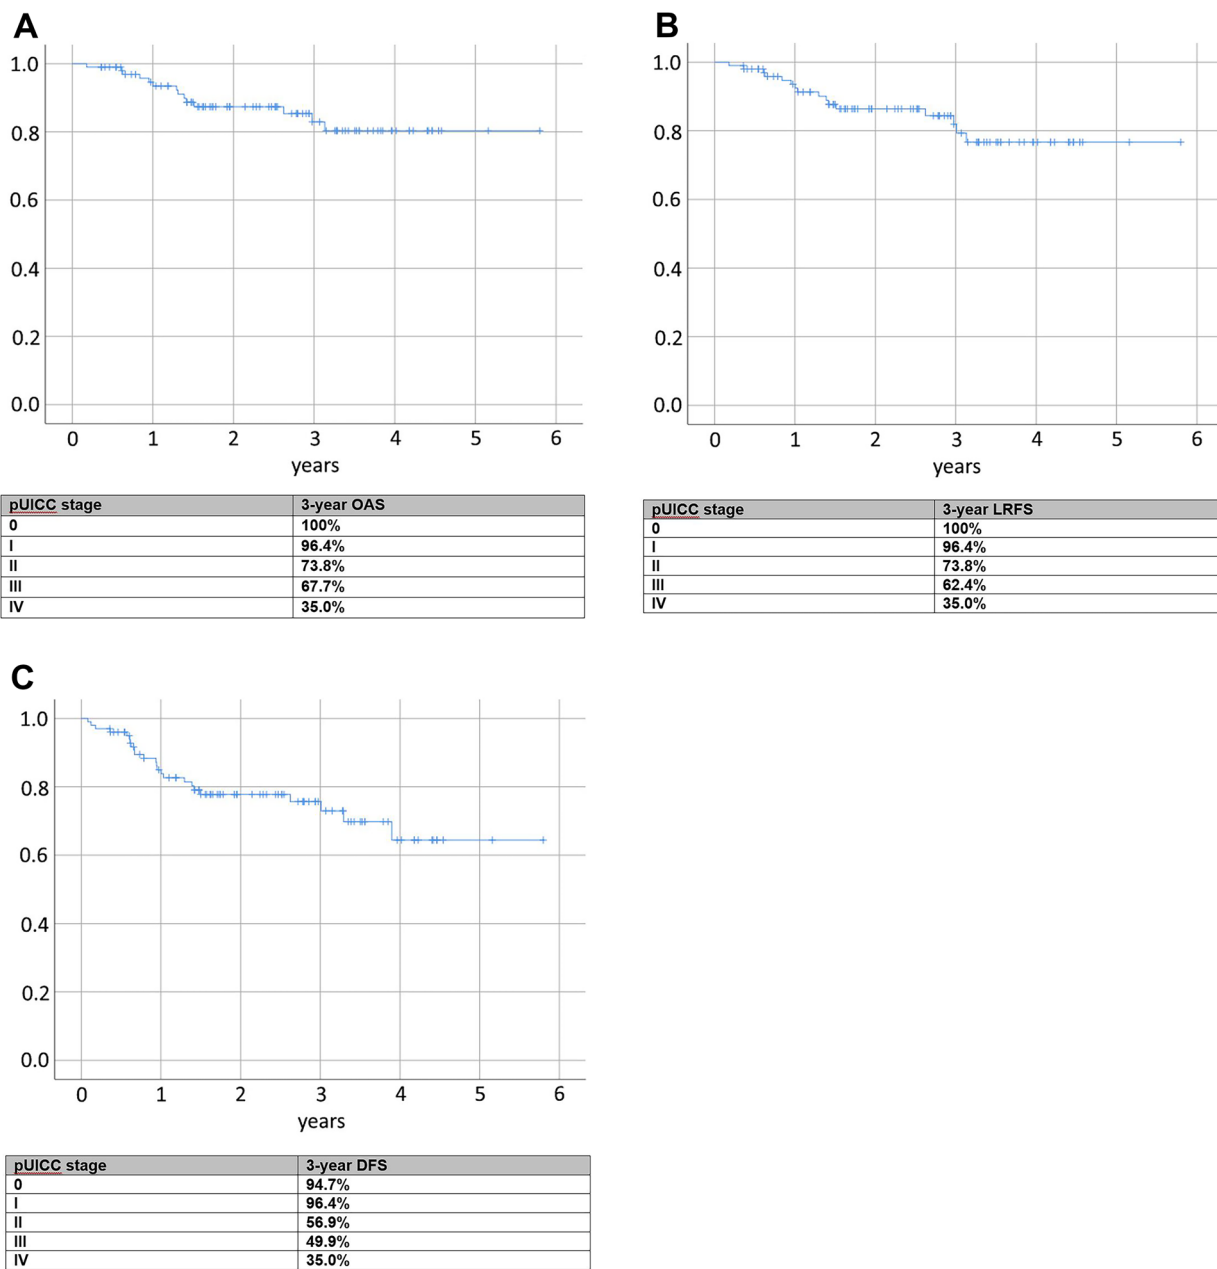 A
1.0
0.8
0.6
0.4
0.2
0.0
0 1 2 3 4 5 6
years
pUICC stage 3-year OAS
0 100%
I 96.4%
II 73.8%
III 67.7%
IV 35.0%
B
1.0
0.8
0.6
0.4
0.2
0.0
0 1 2 3 4 5 6
years
pUICC stage 3-year LRFS
0 100%
I 96.4%
II 73.8%
III 62.4%
IV 35.0%
C
1.0
0.8
0.6
0.4
0.2
0.0
0 1 2 3 4 5 6
years
pUICC stage 3-year DFS
0 94.7%
I 96.4%
II 56.9%
III 49.9%
IV 35.0%